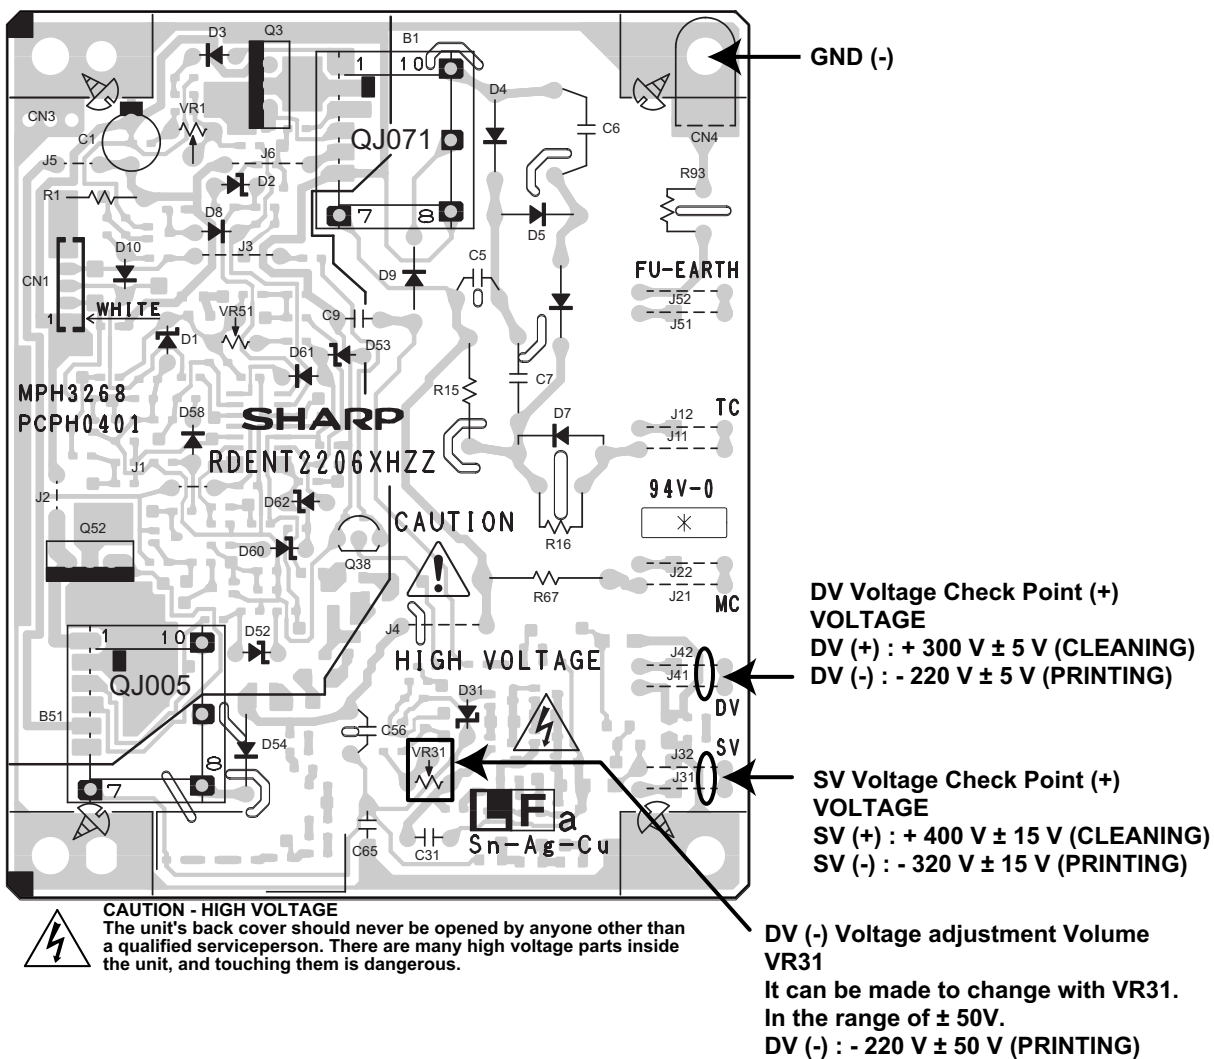 D3
Q3
B1
GND (-)
1 10
D4
CN3
VR1
C1
QJ071
C6
CN4
J5
J6
R93
D2
R1
D8
7 8
D5
D10
J3
CN1
D9
C5
FU-EARTH
J52
1 WHITE
VR51
C9
J51
D1
D61
D53
MPH3268
R15
C7
PCPH0401
D58
SHARP
D7
J12
TC
J11
J1
RDENT2206XHZZ
94V-0
J2
D62
Q52
CAUTION
D60
Q38
R16
R67
J22
J21
MC
DV Voltage Check Point (+)
VOLTAGE
DV (+) : + 300 V ± 5 V (CLEANING)
DV (-) : - 220 V ± 5 V (PRINTING)
1 10
D52
J4
HIGH VOLTAGE
J42
J41
QJ005
D31
DV
B51
C56
D54
VR31
SV
J32
J31
8
7
SV Voltage Check Point (+)
VOLTAGE
SV (+) : + 400 V ± 15 V (CLEANING)
SV (-) : - 320 V ± 15 V (PRINTING)
LF a
C65
C31
Sn-Ag-Cu
CAUTION - HIGH VOLTAGE
The unit's back cover should never be opened by anyone other than
a qualified serviceperson. There are many high voltage parts inside
the unit, and touching them is dangerous.
DV (-) Voltage adjustment Volume
VR31
It can be made to change with VR31.
In the range of ± 50V.
DV (-) : - 220 V ± 50 V (PRINTING)